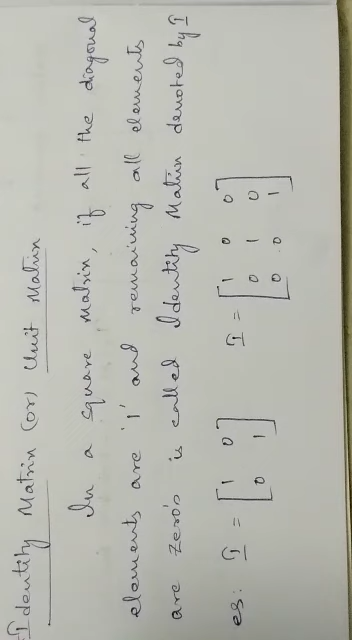 Identity Matrix (or) Unit Matrix
In a square Matrix, if all the diagonal
elements are '1' and remaining all elements
are zero's is called Identity Matrix denoted by I
eg: I = [1 0
0 1] I = [1 0 0
0 1 0
0 0 1]